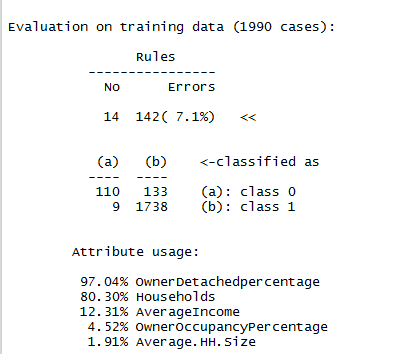 Evaluation on training data (1990 cases):
Rules
----------------
No Errors
14 142( 7.1%) <<
(a) (b) <-classified as
---- ----
110 133 (a): class 0
9 1738 (b): class 1
Attribute usage:
97.04% OwnerDetachedpercentage
80.30% Households
12.31% AverageIncome
4.52% OwnerOccupancyPercentage
1.91% Average.HH.Size